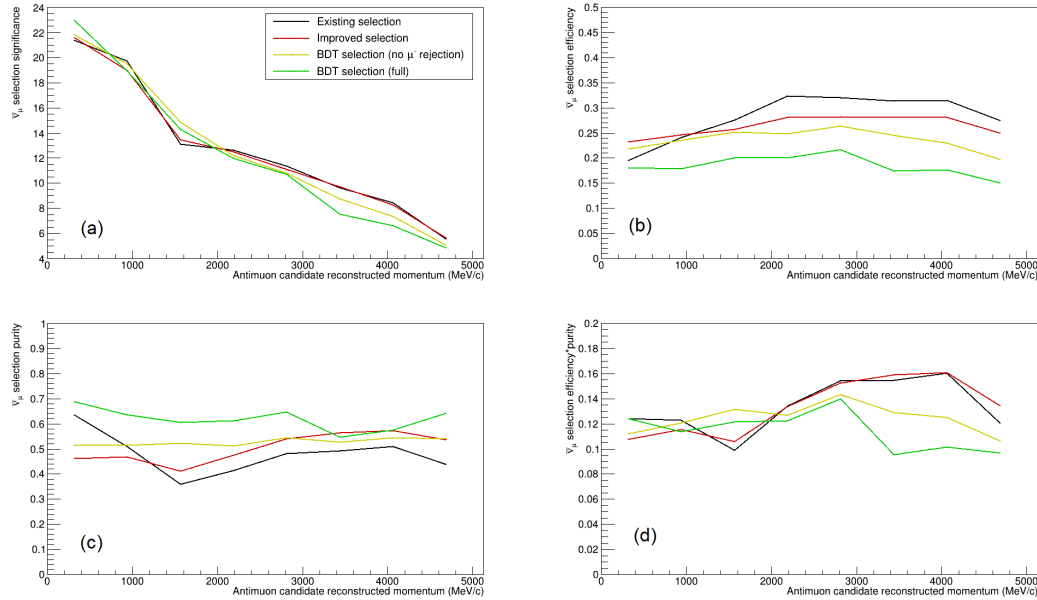 ν̄μ selection significance
24
22
20
18
16
14
12
10
8
6
4
Existing selection
Improved selection
BDT selection (no μ⁻ rejection)
BDT selection (full)
(a)
0 1000 2000 3000 4000 5000
Antimuon candidate reconstructed momentum (MeV/c)
ν̄μ selection efficiency
0.5
0.45
0.4
0.35
0.3
0.25
0.2
0.15
0.1
0.05
0
(b)
0 1000 2000 3000 4000 5000
Antimuon candidate reconstructed momentum (MeV/c)
ν̄μ selection purity
1
0.9
0.8
0.7
0.6
0.5
0.4
0.3
0.2
0.1
0
(c)
0 1000 2000 3000 4000 5000
Antimuon candidate reconstructed momentum (MeV/c)
ν̄μ selection efficiency*purity
0.2
0.18
0.16
0.14
0.12
0.1
0.08
0.06
0.04
0.02
0
(d)
0 1000 2000 3000 4000 5000
Antimuon candidate reconstructed momentum (MeV/c)